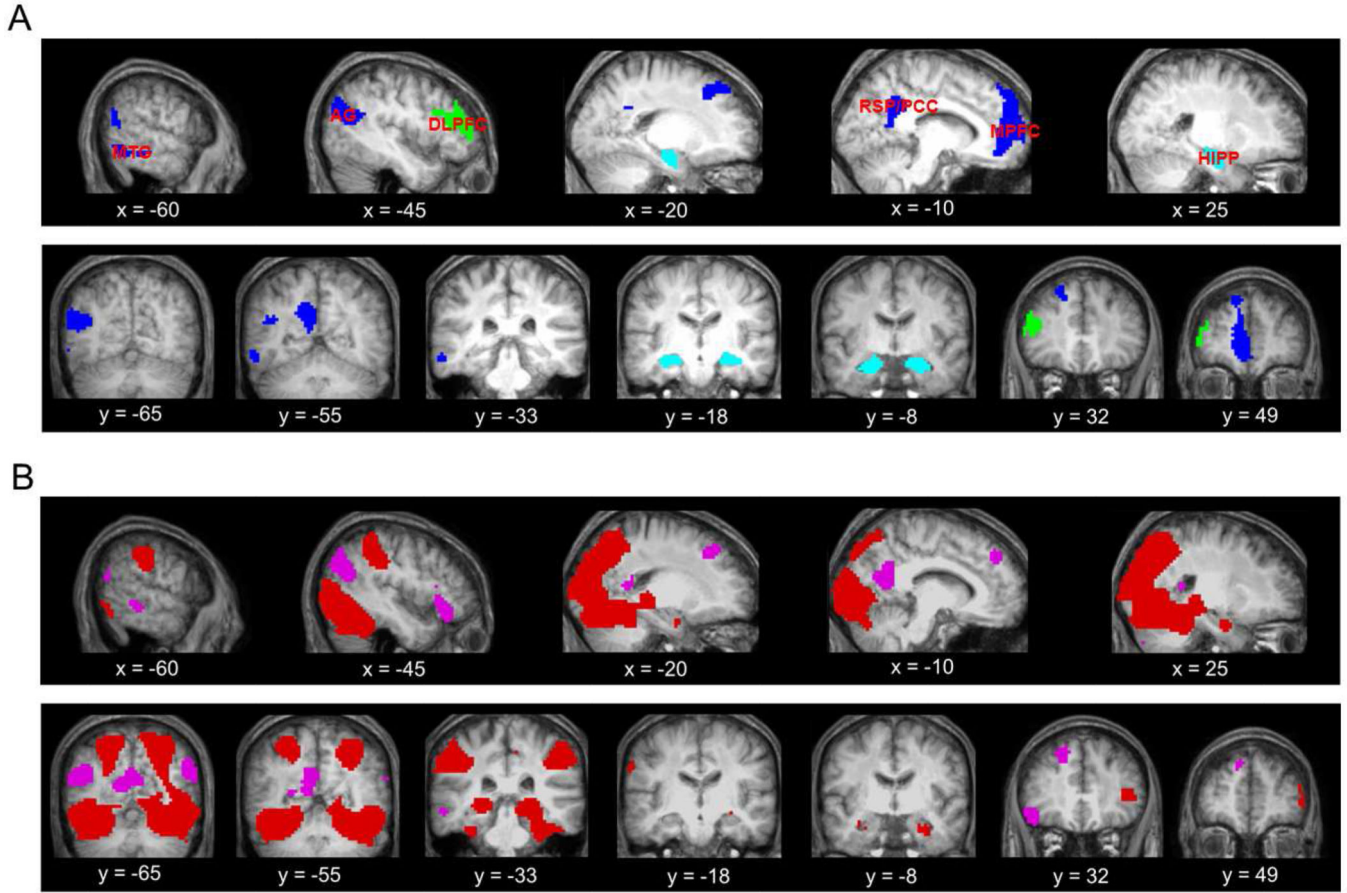 A
MTG AG DLPFC RSP/PCC MPFC HIPP
x = -60 x = -45 x = -20 x = -10 x = 25
y = -65 y = -55 y = -33 y = -18 y = -8 y = 32 y = 49
B
x = -60 x = -45 x = -20 x = -10 x = 25
y = -65 y = -55 y = -33 y = -18 y = -8 y = 32 y = 49